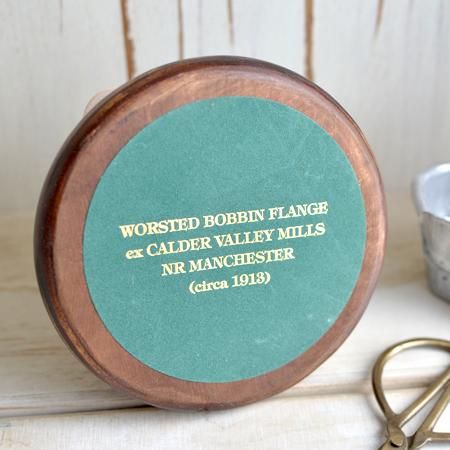 WORSTED BOBBIN FLANGE
ex CALDER VALLEY MILLS
NR MANCHESTER
(circa 1913)